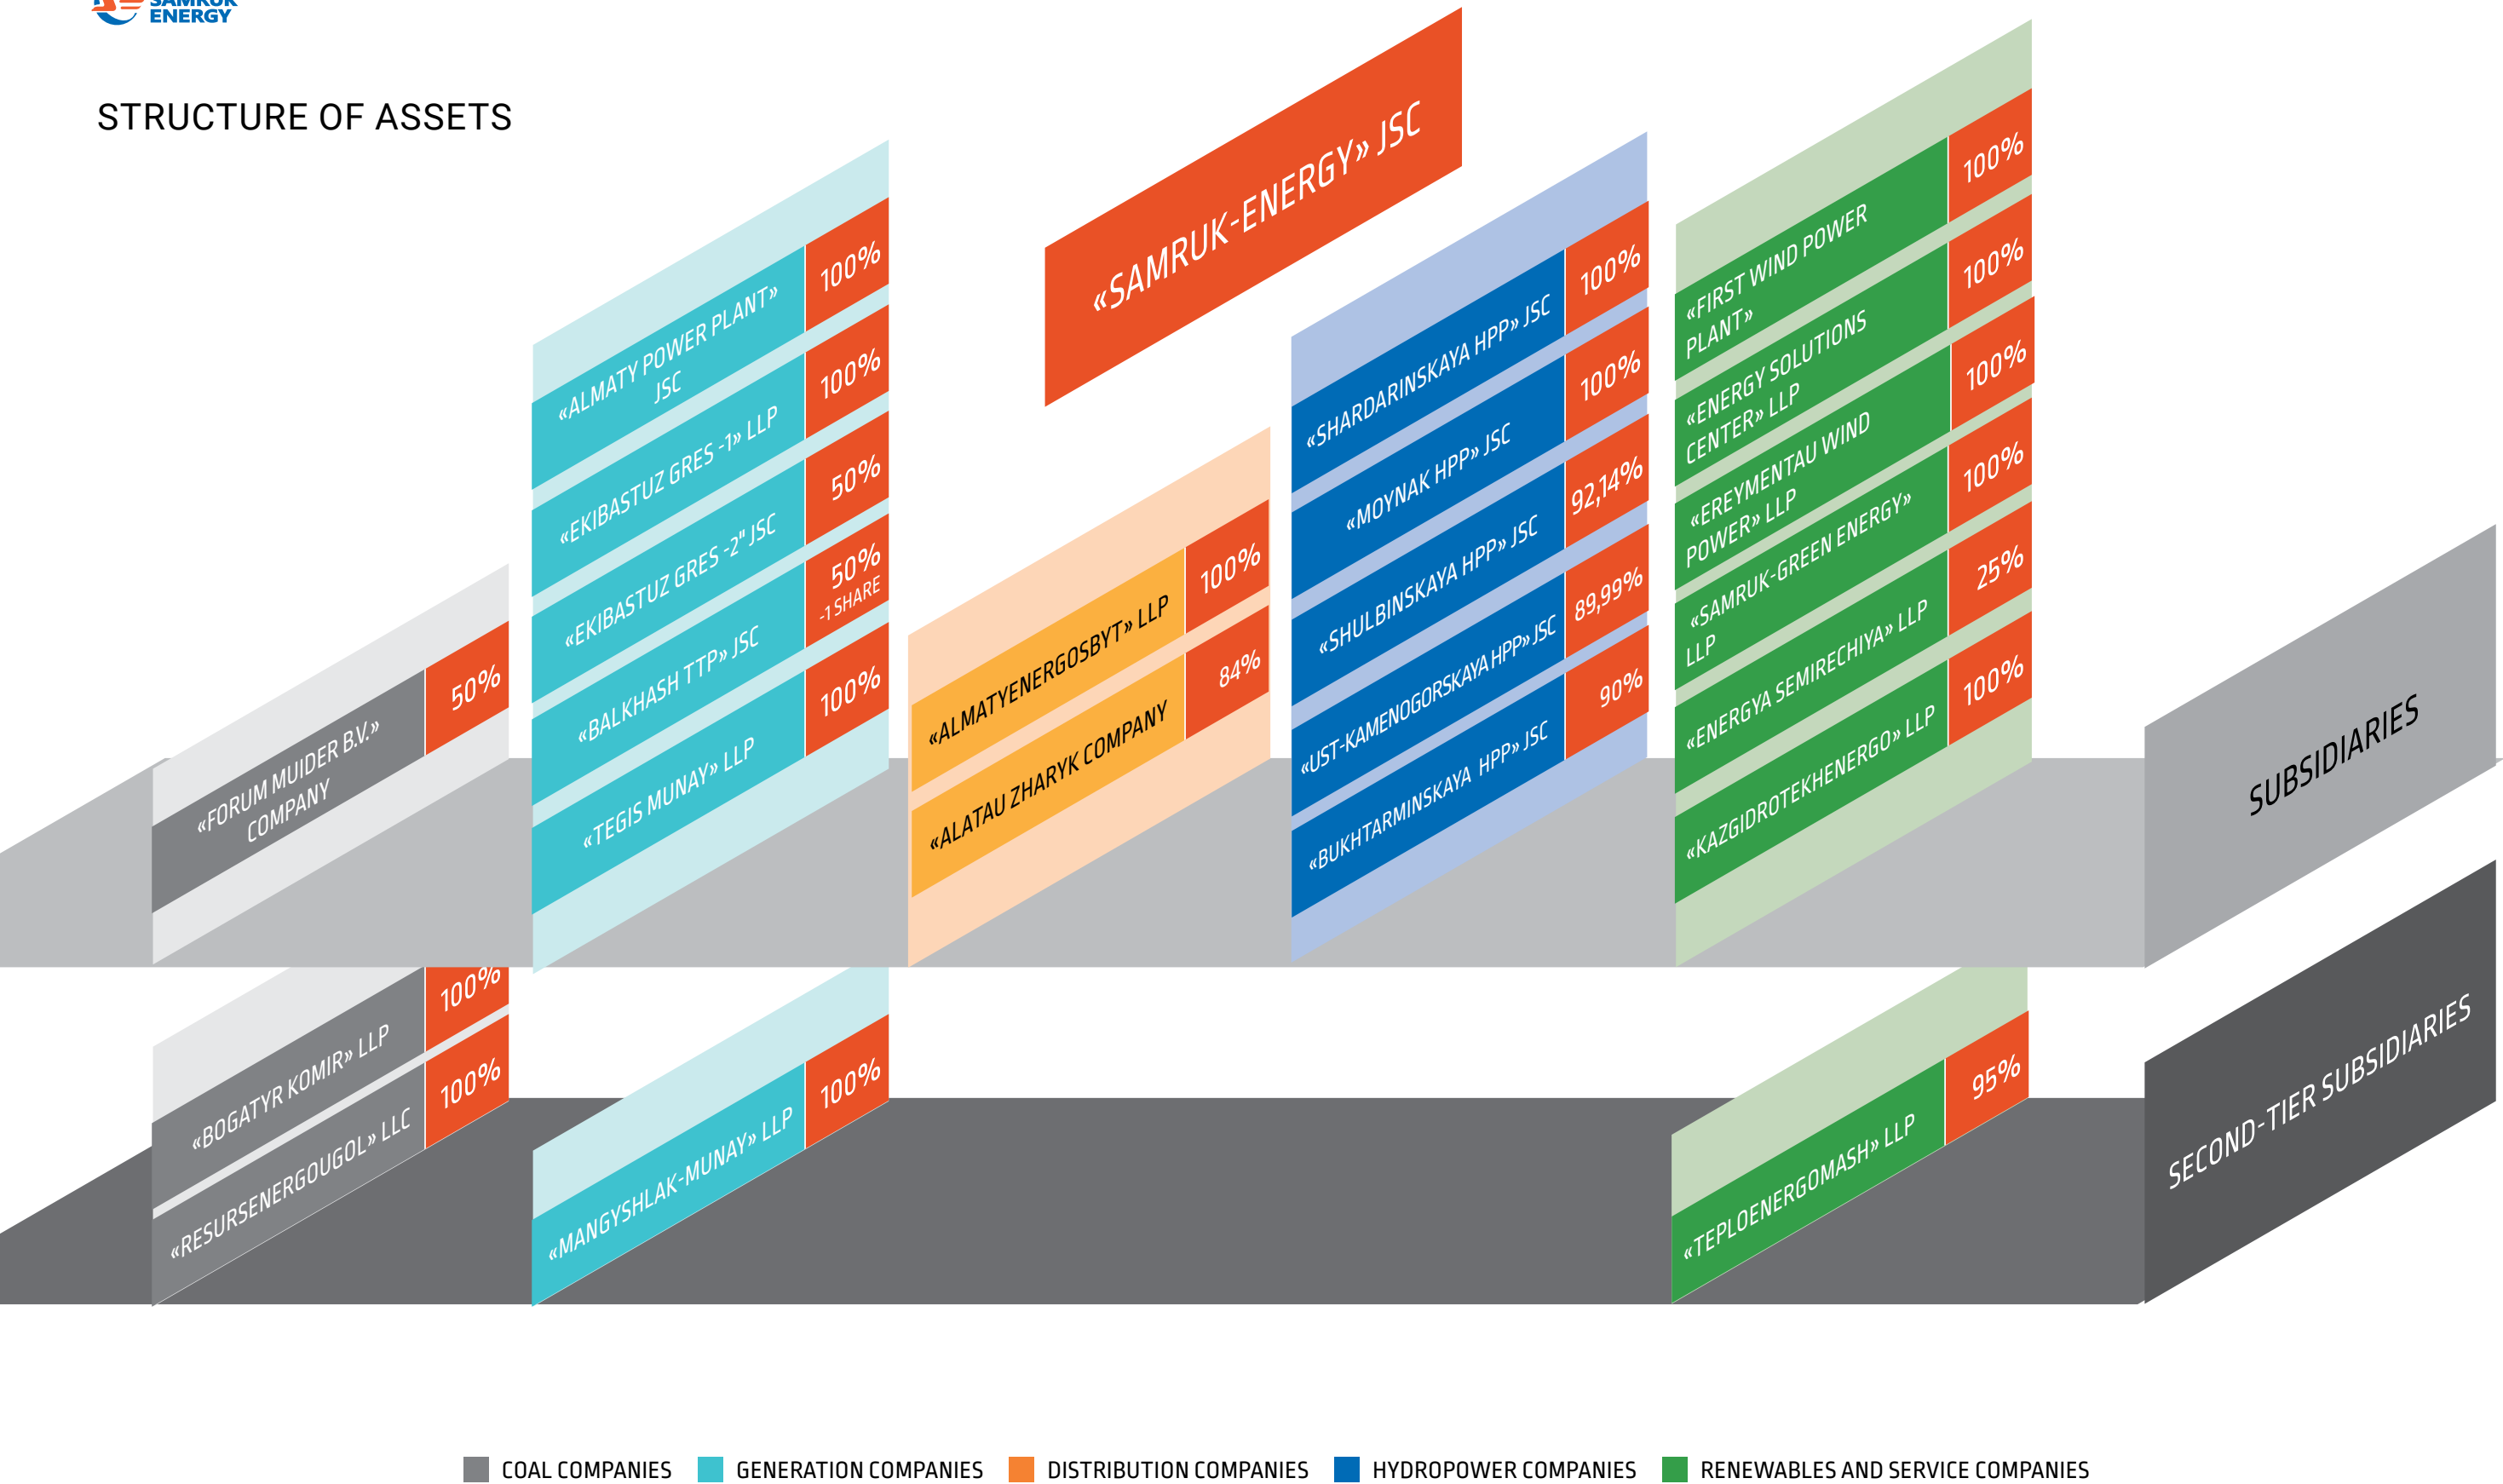 SAMRUK
ENERGY
STRUCTURE OF ASSETS
«SAMRUK-ENERGY» JSC
«FORUM MUIDER B.V.»
COMPANY
50%
«ALMATY POWER PLANT»
JSC
100%
«EKIBASTUZ GRES -1» LLP
100%
«EKIBASTUZ GRES -2" JSC
50%
«BALKHASH TTP» JSC
50%
-1 SHARE
«TEGIS MUNAY» LLP
100%
«ALMATYENERGOSBYT» LLP
100%
«ALATAU ZHARYK COMPANY
84%
«SHARDARINSKAYA HPP» JSC
100%
«MOYNAK HPP» JSC
100%
«SHULBINSKAYA HPP» JSC
92,14%
«UST-KAMENOGORSKAYA HPP» JSC
89,99%
«BUKHTARMINSKAYA HPP» JSC
90%
«FIRST WIND POWER
PLANT»
100%
«ENERGY SOLUTIONS
CENTER» LLP
100%
«EREYMENTAU WIND
POWER» LLP
100%
«SAMRUK-GREEN ENERGY»
LLP
100%
«ENERGYA SEMIRECHIYA» LLP
25%
«KAZGIDROTEKHENERGO» LLP
100%
SUBSIDIARIES
«BOGATYR KOMIR» LLP
100%
«RESURSENERGOUGOL» LLC
100%
«MANGYSHLAK-MUNAY» LLP
100%
«TEPLOENERGOMASH» LLP
95%
SECOND-TIER SUBSIDIARIES
COAL COMPANIES
GENERATION COMPANIES
DISTRIBUTION COMPANIES
HYDROPOWER COMPANIES
RENEWABLES AND SERVICE COMPANIES